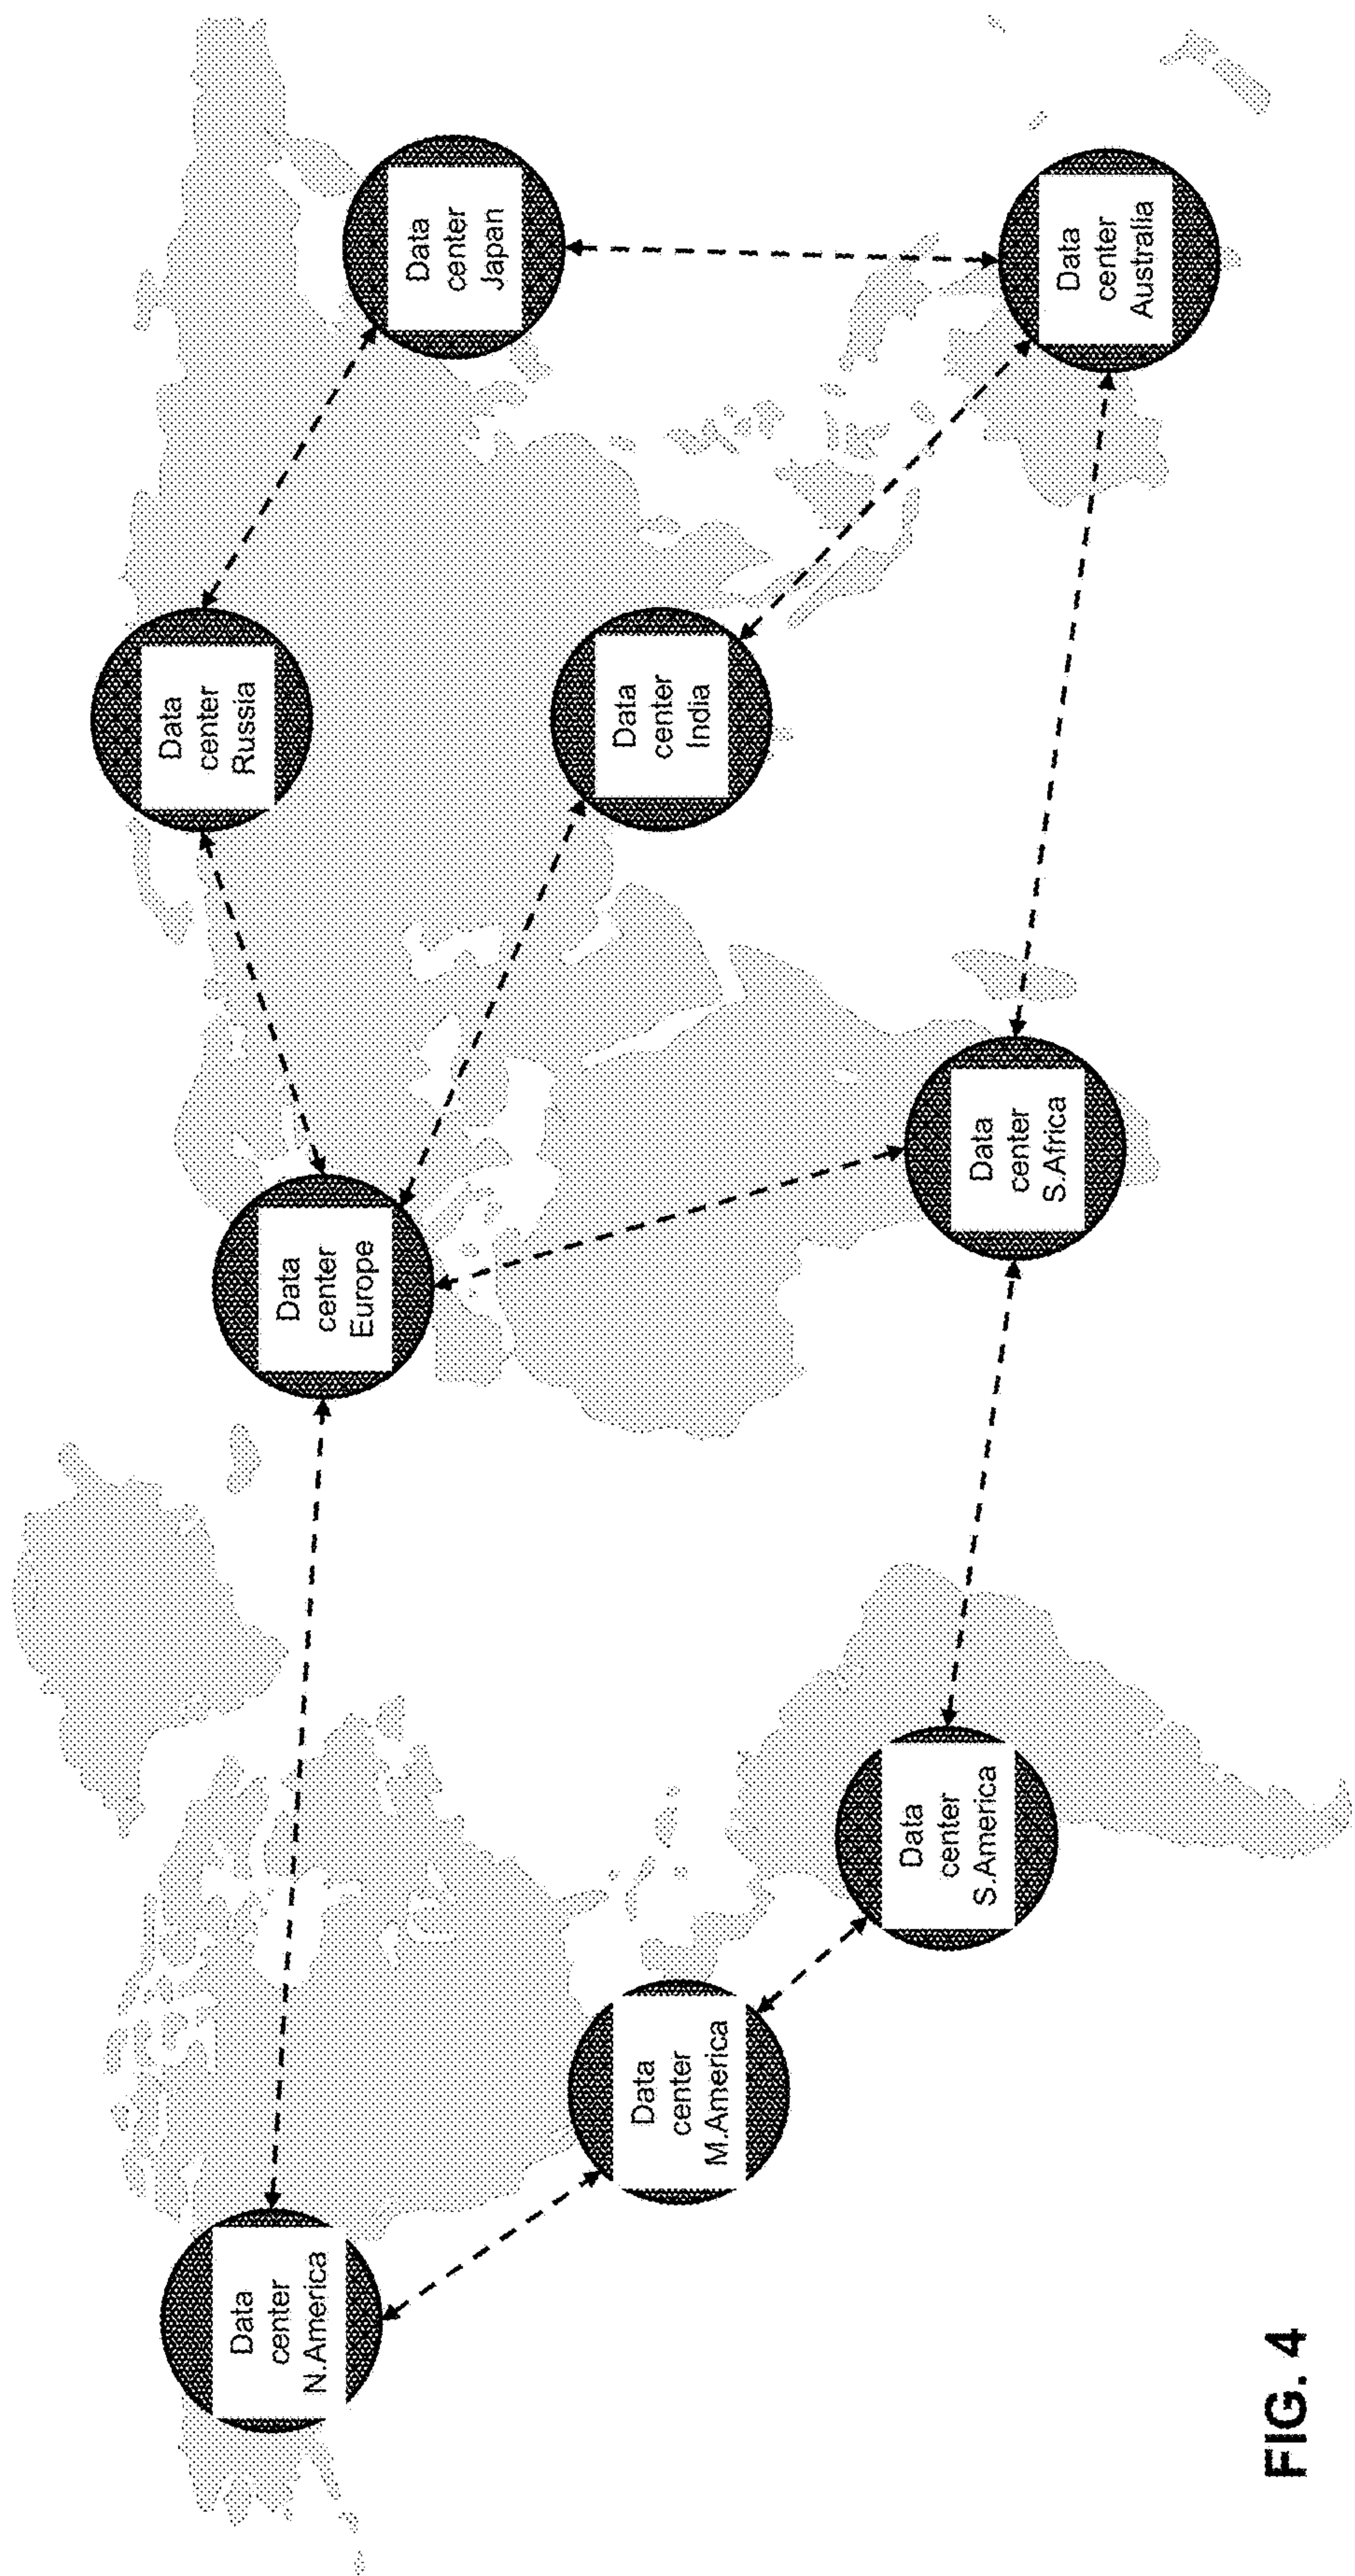 Data
center
N.America
Data
center
M.America
Data
center
S.America
Data
center
Europe
Data
center
S.Africa
Data
center
Russia
Data
center
India
Data
center
Japan
Data
center
Australia
FIG. 4